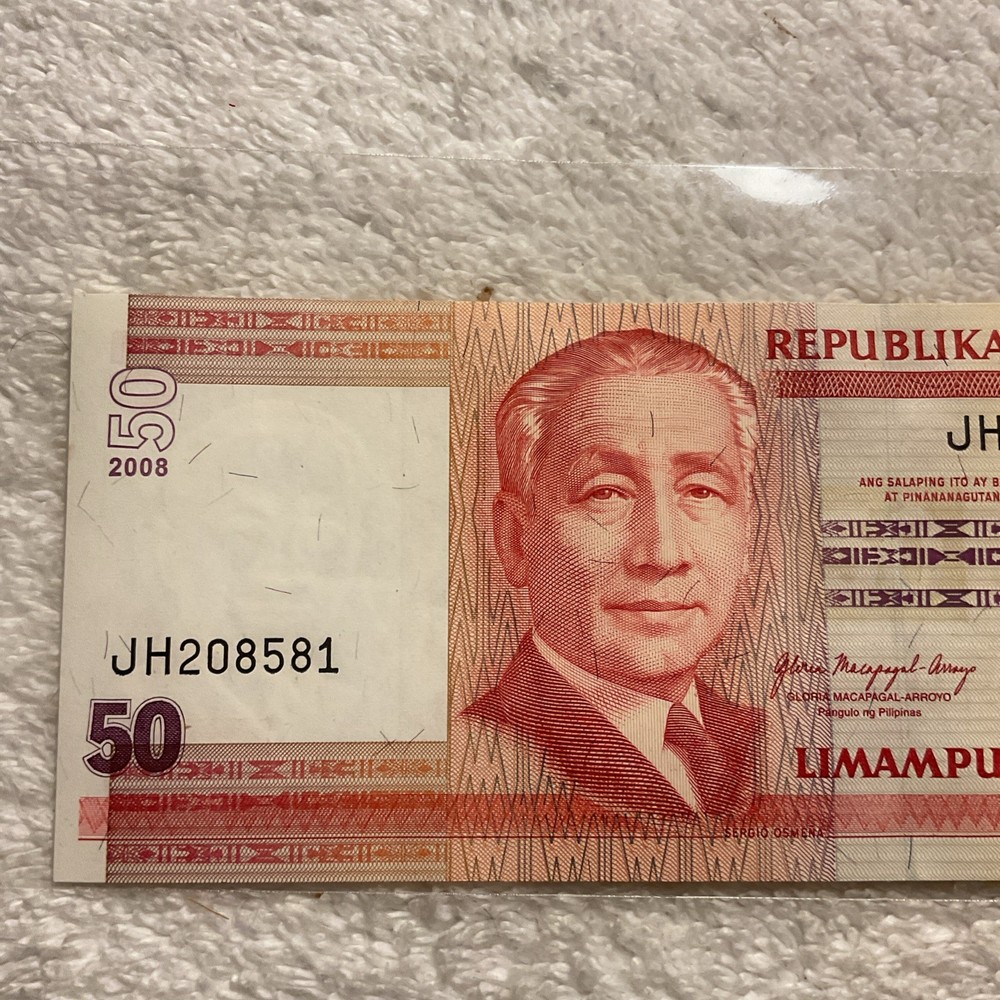 50
2008
JH208581
50
REPUBLIKA
JH
ANG SALAPING ITO AY B
AT PINANANAGUTAN
Gloria Macapagal-Arroyo
GLORIA MACAPAGAL-ARROYO
Pangulo ng Pilipinas
LIMAMPU
SERGIO OSMEÑA